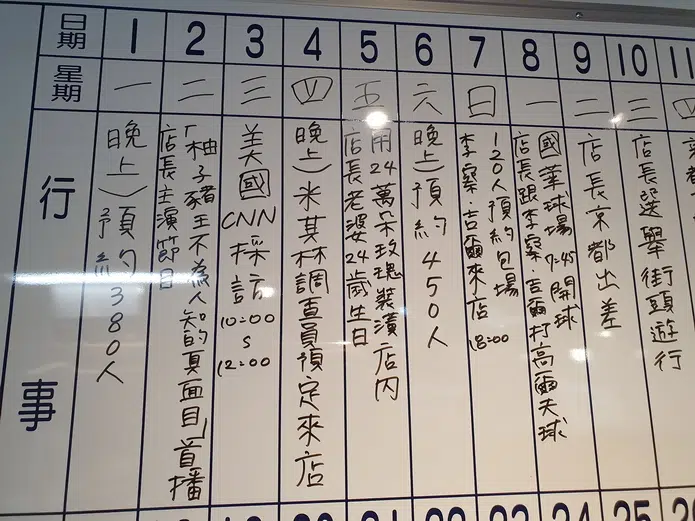 日期 1 2 3 4 5 6 7 8 9 10 11
星期 一 二 三 四 五 六 日 一 二 三 四
行事
晚上)預約380人
「柚子豬王不為人知的真面目」首播
店長主演節目
美國CNN採訪
10:00
S
12:00
晚上)米其林調查員預定來店
用24萬朵玫瑰裝潢店內
店長老婆24歲生日
晚上)預約450人
120人預約包場
李察·吉爾來店 18:00
國華球場 7:45 開球
店長跟李察·吉爾村高爾夫球
店長京都出差
店長選舉街頭遊行
京都